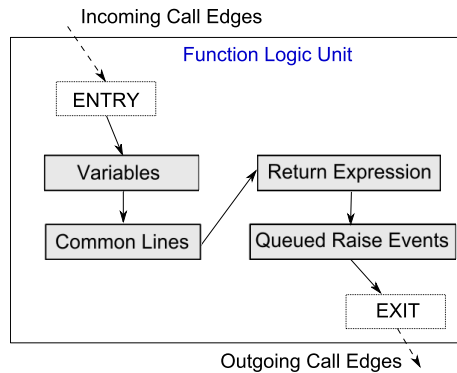 Incoming Call Edges
Function Logic Unit
ENTRY
Variables
Common Lines
Return Expression
Queued Raise Events
EXIT
Outgoing Call Edges